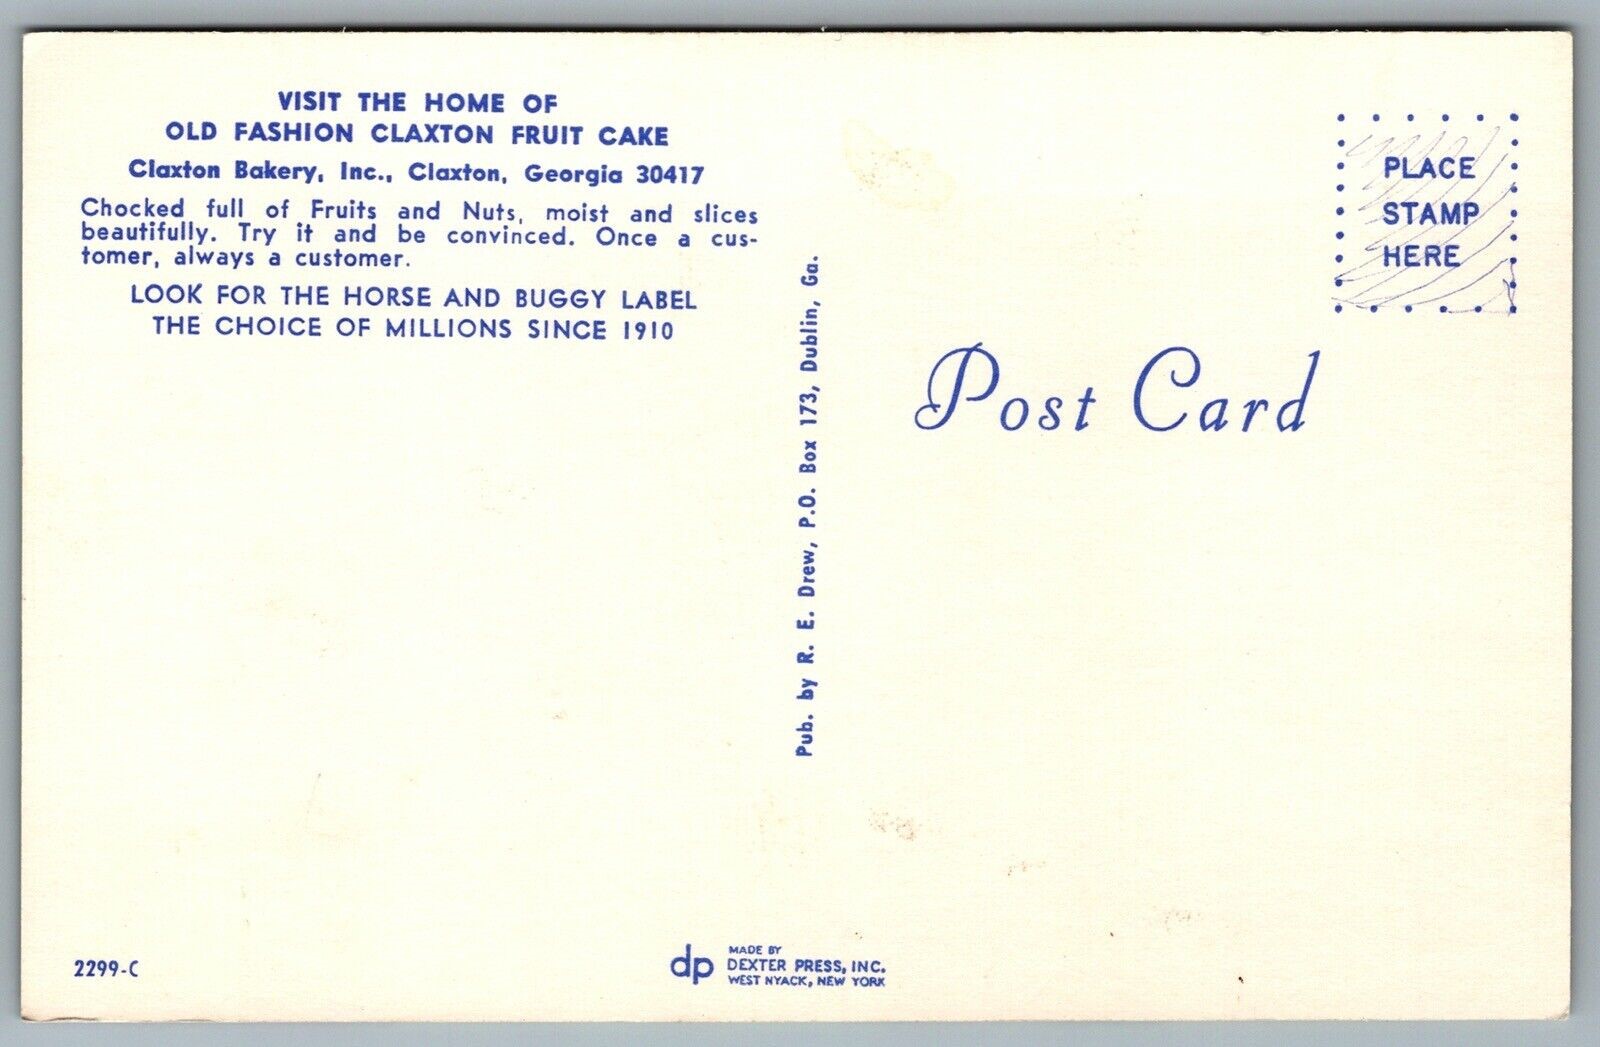 VISIT THE HOME OF
OLD FASHION CLAXTON FRUIT CAKE
Claxton Bakery, Inc., Claxton, Georgia 30417
Chocked full of Fruits and Nuts, moist and slices
beautifully. Try it and be convinced. Once a cus-
tomer, always a customer.
LOOK FOR THE HORSE AND BUGGY LABEL
THE CHOICE OF MILLIONS SINCE 1910
2299-C
Pub. by R. E. Drew, P.O. Box 173, Dublin, Ga.
dp
MADE BY
DEXTER PRESS, INC.
WEST NYACK, NEW YORK
PLACE
STAMP
HERE
Post Card